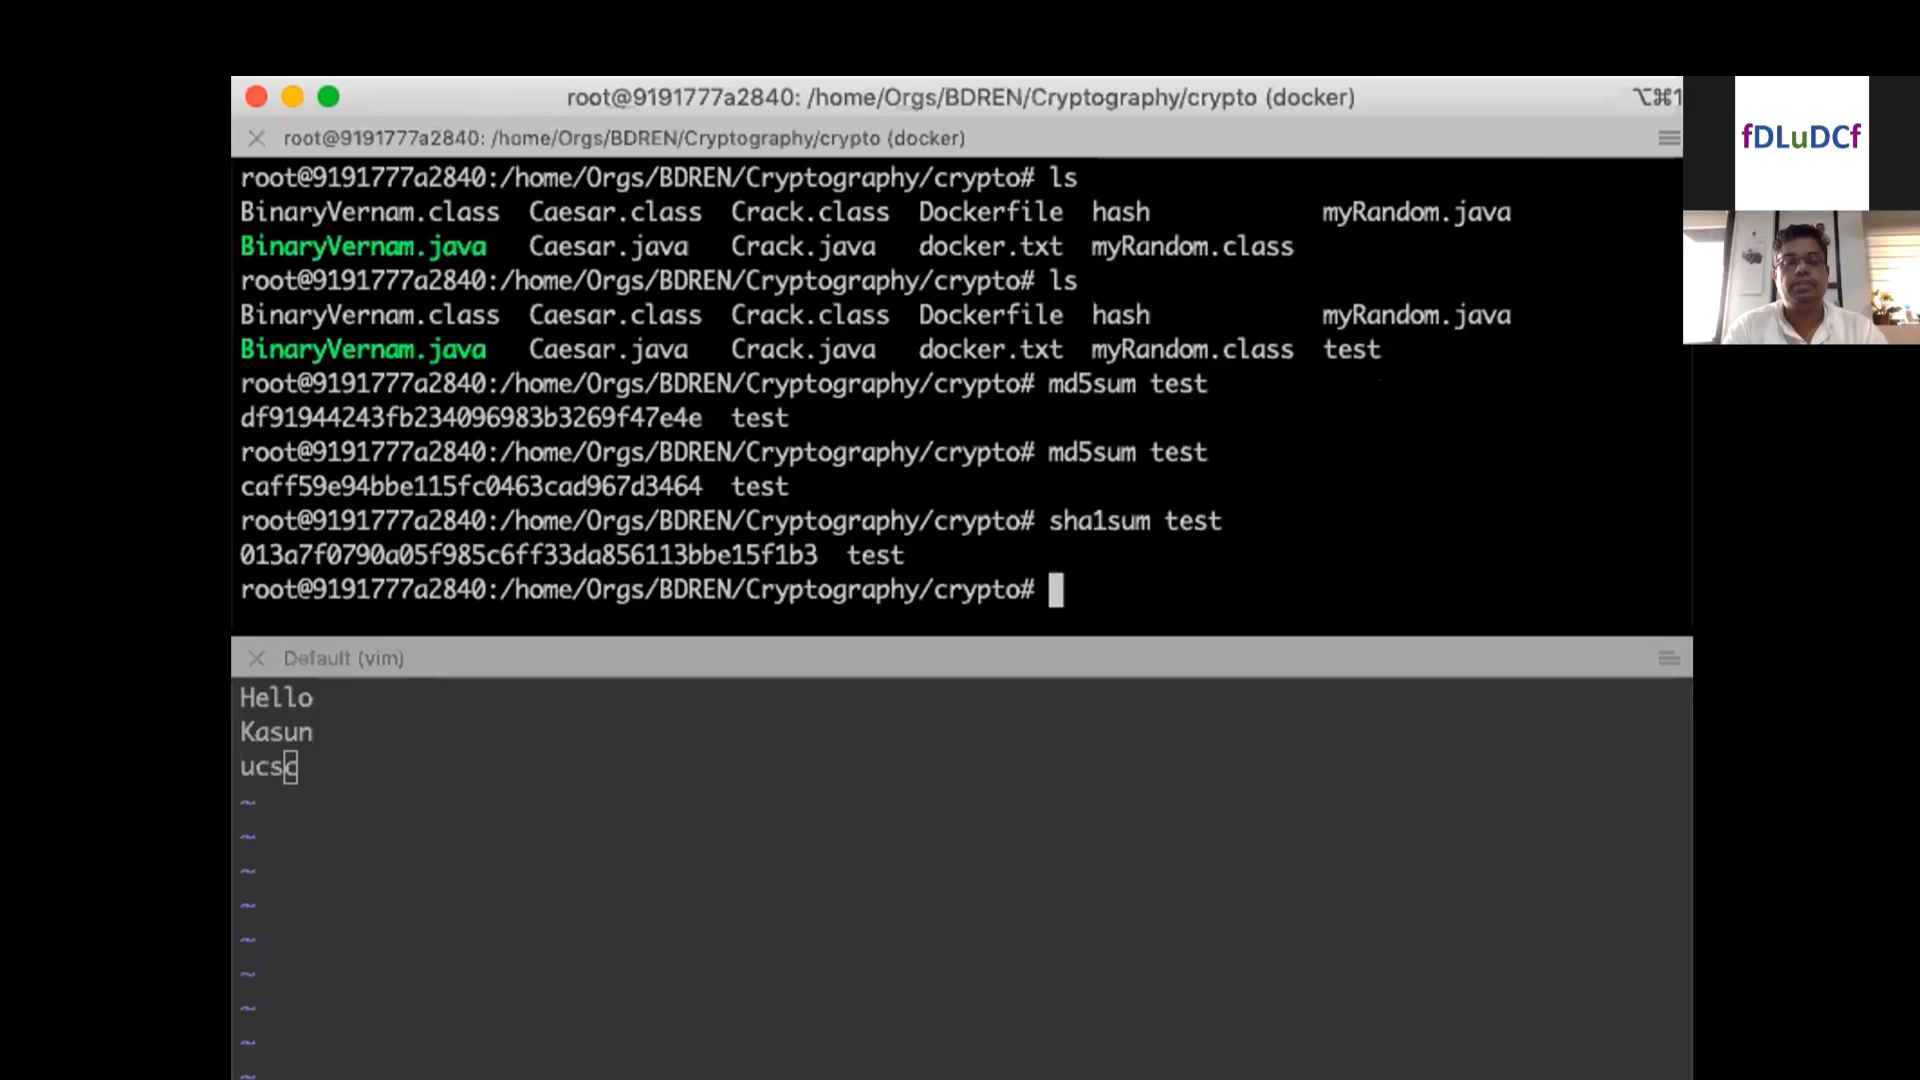 root@9191777a2840: /home/Orgs/BDREN/Cryptography/crypto (docker) ⌥⌘1
root@9191777a2840: /home/Orgs/BDREN/Cryptography/crypto (docker)
root@9191777a2840:/home/Orgs/BDREN/Cryptography/crypto# ls
BinaryVernam.class Caesar.class Crack.class Dockerfile hash myRandom.java
BinaryVernam.java Caesar.java Crack.java docker.txt myRandom.class
root@9191777a2840:/home/Orgs/BDREN/Cryptography/crypto# ls
BinaryVernam.class Caesar.class Crack.class Dockerfile hash myRandom.java
BinaryVernam.java Caesar.java Crack.java docker.txt myRandom.class test
root@9191777a2840:/home/Orgs/BDREN/Cryptography/crypto# md5sum test
df91944243fb234096983b3269f47e4e test
root@9191777a2840:/home/Orgs/BDREN/Cryptography/crypto# md5sum test
caff59e94bbe115fc0463cad967d3464 test
root@9191777a2840:/home/Orgs/BDREN/Cryptography/crypto# sha1sum test
013a7f0790a05f985c6ff33da856113bbe15f1b3 test
root@9191777a2840:/home/Orgs/BDREN/Cryptography/crypto#
Default (vim)
Hello
Kasun
ucsc
~
~
~
~
~
~
~
~
~
fDLuDCf